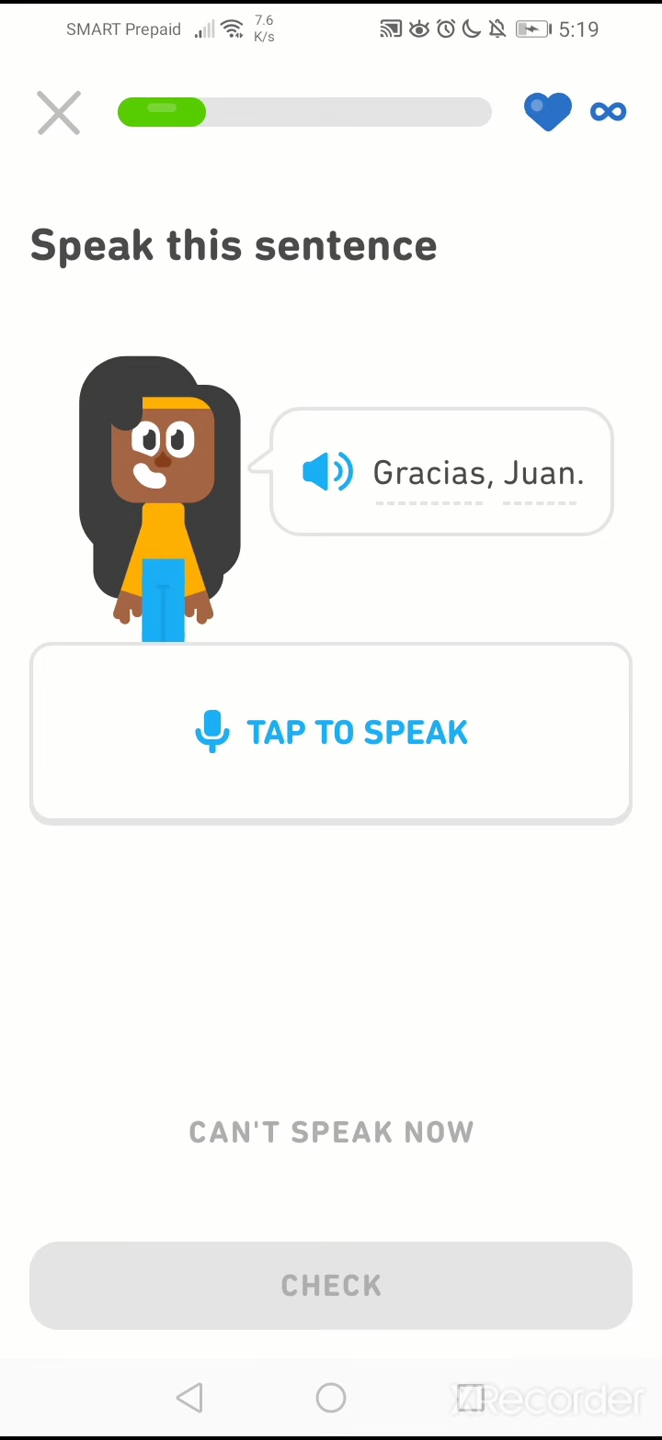 SMART Prepaid 7.6 K/s 5:19
Speak this sentence
Gracias, Juan.
TAP TO SPEAK
CAN'T SPEAK NOW
CHECK
XRecorder